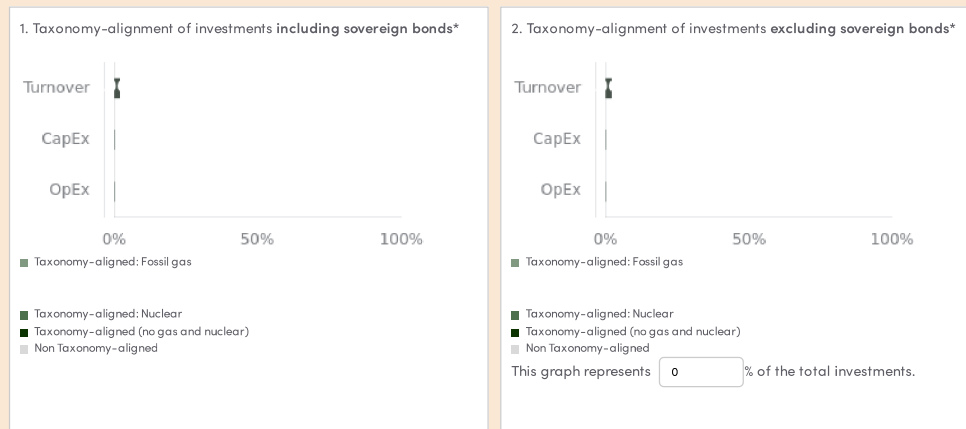 1. Taxonomy-alignment of investments including sovereign bonds*
Turnover
CapEx
OpEx
0% 50% 100%
Taxonomy-aligned: Fossil gas
Taxonomy-aligned: Nuclear
Taxonomy-aligned (no gas and nuclear)
Non Taxonomy-aligned
2. Taxonomy-alignment of investments excluding sovereign bonds*
Turnover
CapEx
OpEx
0% 50% 100%
Taxonomy-aligned: Fossil gas
Taxonomy-aligned: Nuclear
Taxonomy-aligned (no gas and nuclear)
Non Taxonomy-aligned
This graph represents 0 % of the total investments.